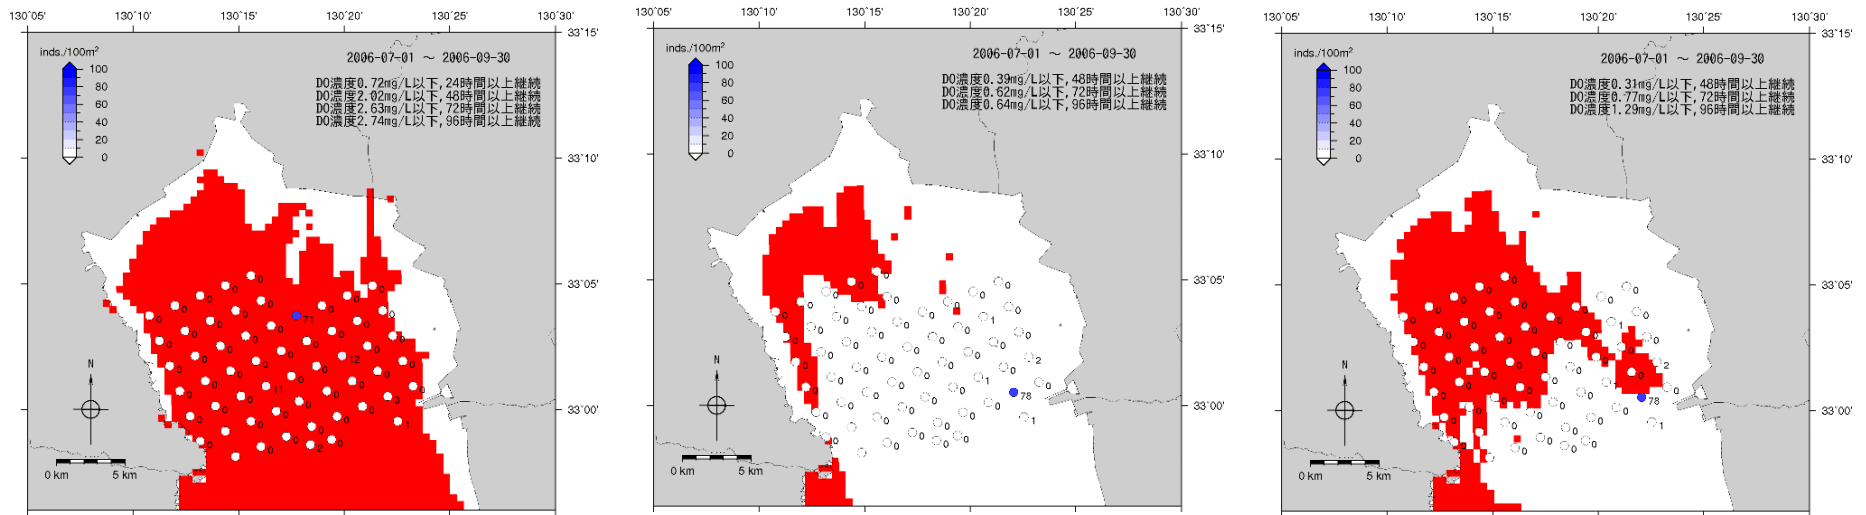 130°05' 130°10' 130°15' 130°20' 130°25' 130°30'
33°15'
33°10'
33°05'
33°00'
inds./100m²
100
80
60
40
20
0
2006-07-01 ～ 2006-09-30
DO濃度0.72mg/L以下,24時間以上継続
DO濃度2.02mg/L以下,48時間以上継続
DO濃度2.63mg/L以下,72時間以上継続
DO濃度2.74mg/L以下,96時間以上継続
71
12
11
2
1
N
0 km 5 km
130°05' 130°10' 130°15' 130°20' 130°25' 130°30'
33°15'
33°10'
33°05'
33°00'
inds./100m²
100
80
60
40
20
0
2006-07-01 ～ 2006-09-30
DO濃度0.39mg/L以下,48時間以上継続
DO濃度0.62mg/L以下,72時間以上継続
DO濃度0.64mg/L以下,96時間以上継続
1
2
1
78
1
N
0 km 5 km
130°05' 130°10' 130°15' 130°20' 130°25' 130°30'
33°15'
33°10'
33°05'
33°00'
inds./100m²
100
80
60
40
20
0
2006-07-01 ～ 2006-09-30
DO濃度0.31mg/L以下,48時間以上継続
DO濃度0.77mg/L以下,72時間以上継続
DO濃度1.29mg/L以下,96時間以上継続
1
2
78
1
N
0 km 5 km